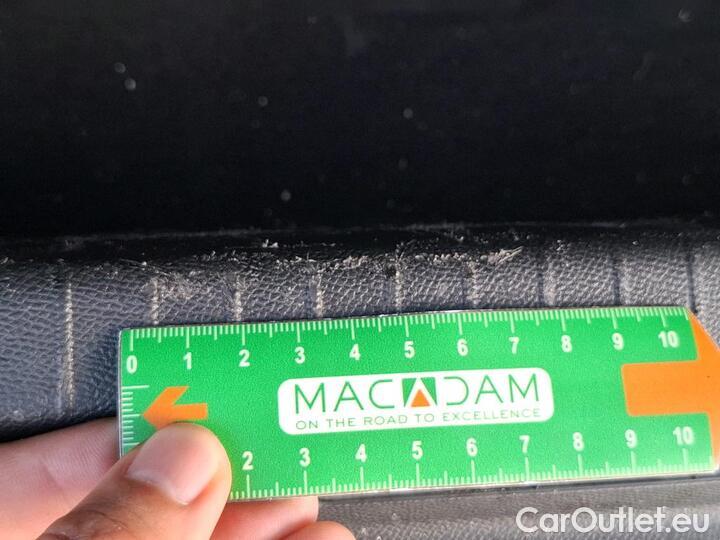 0 1 2 3 4 5 6 7 8 9 10
MACADAM
ON THE ROAD TO EXCELLENCE
2 3 4 5 6 7 8 9 10
CarOutlet.eu